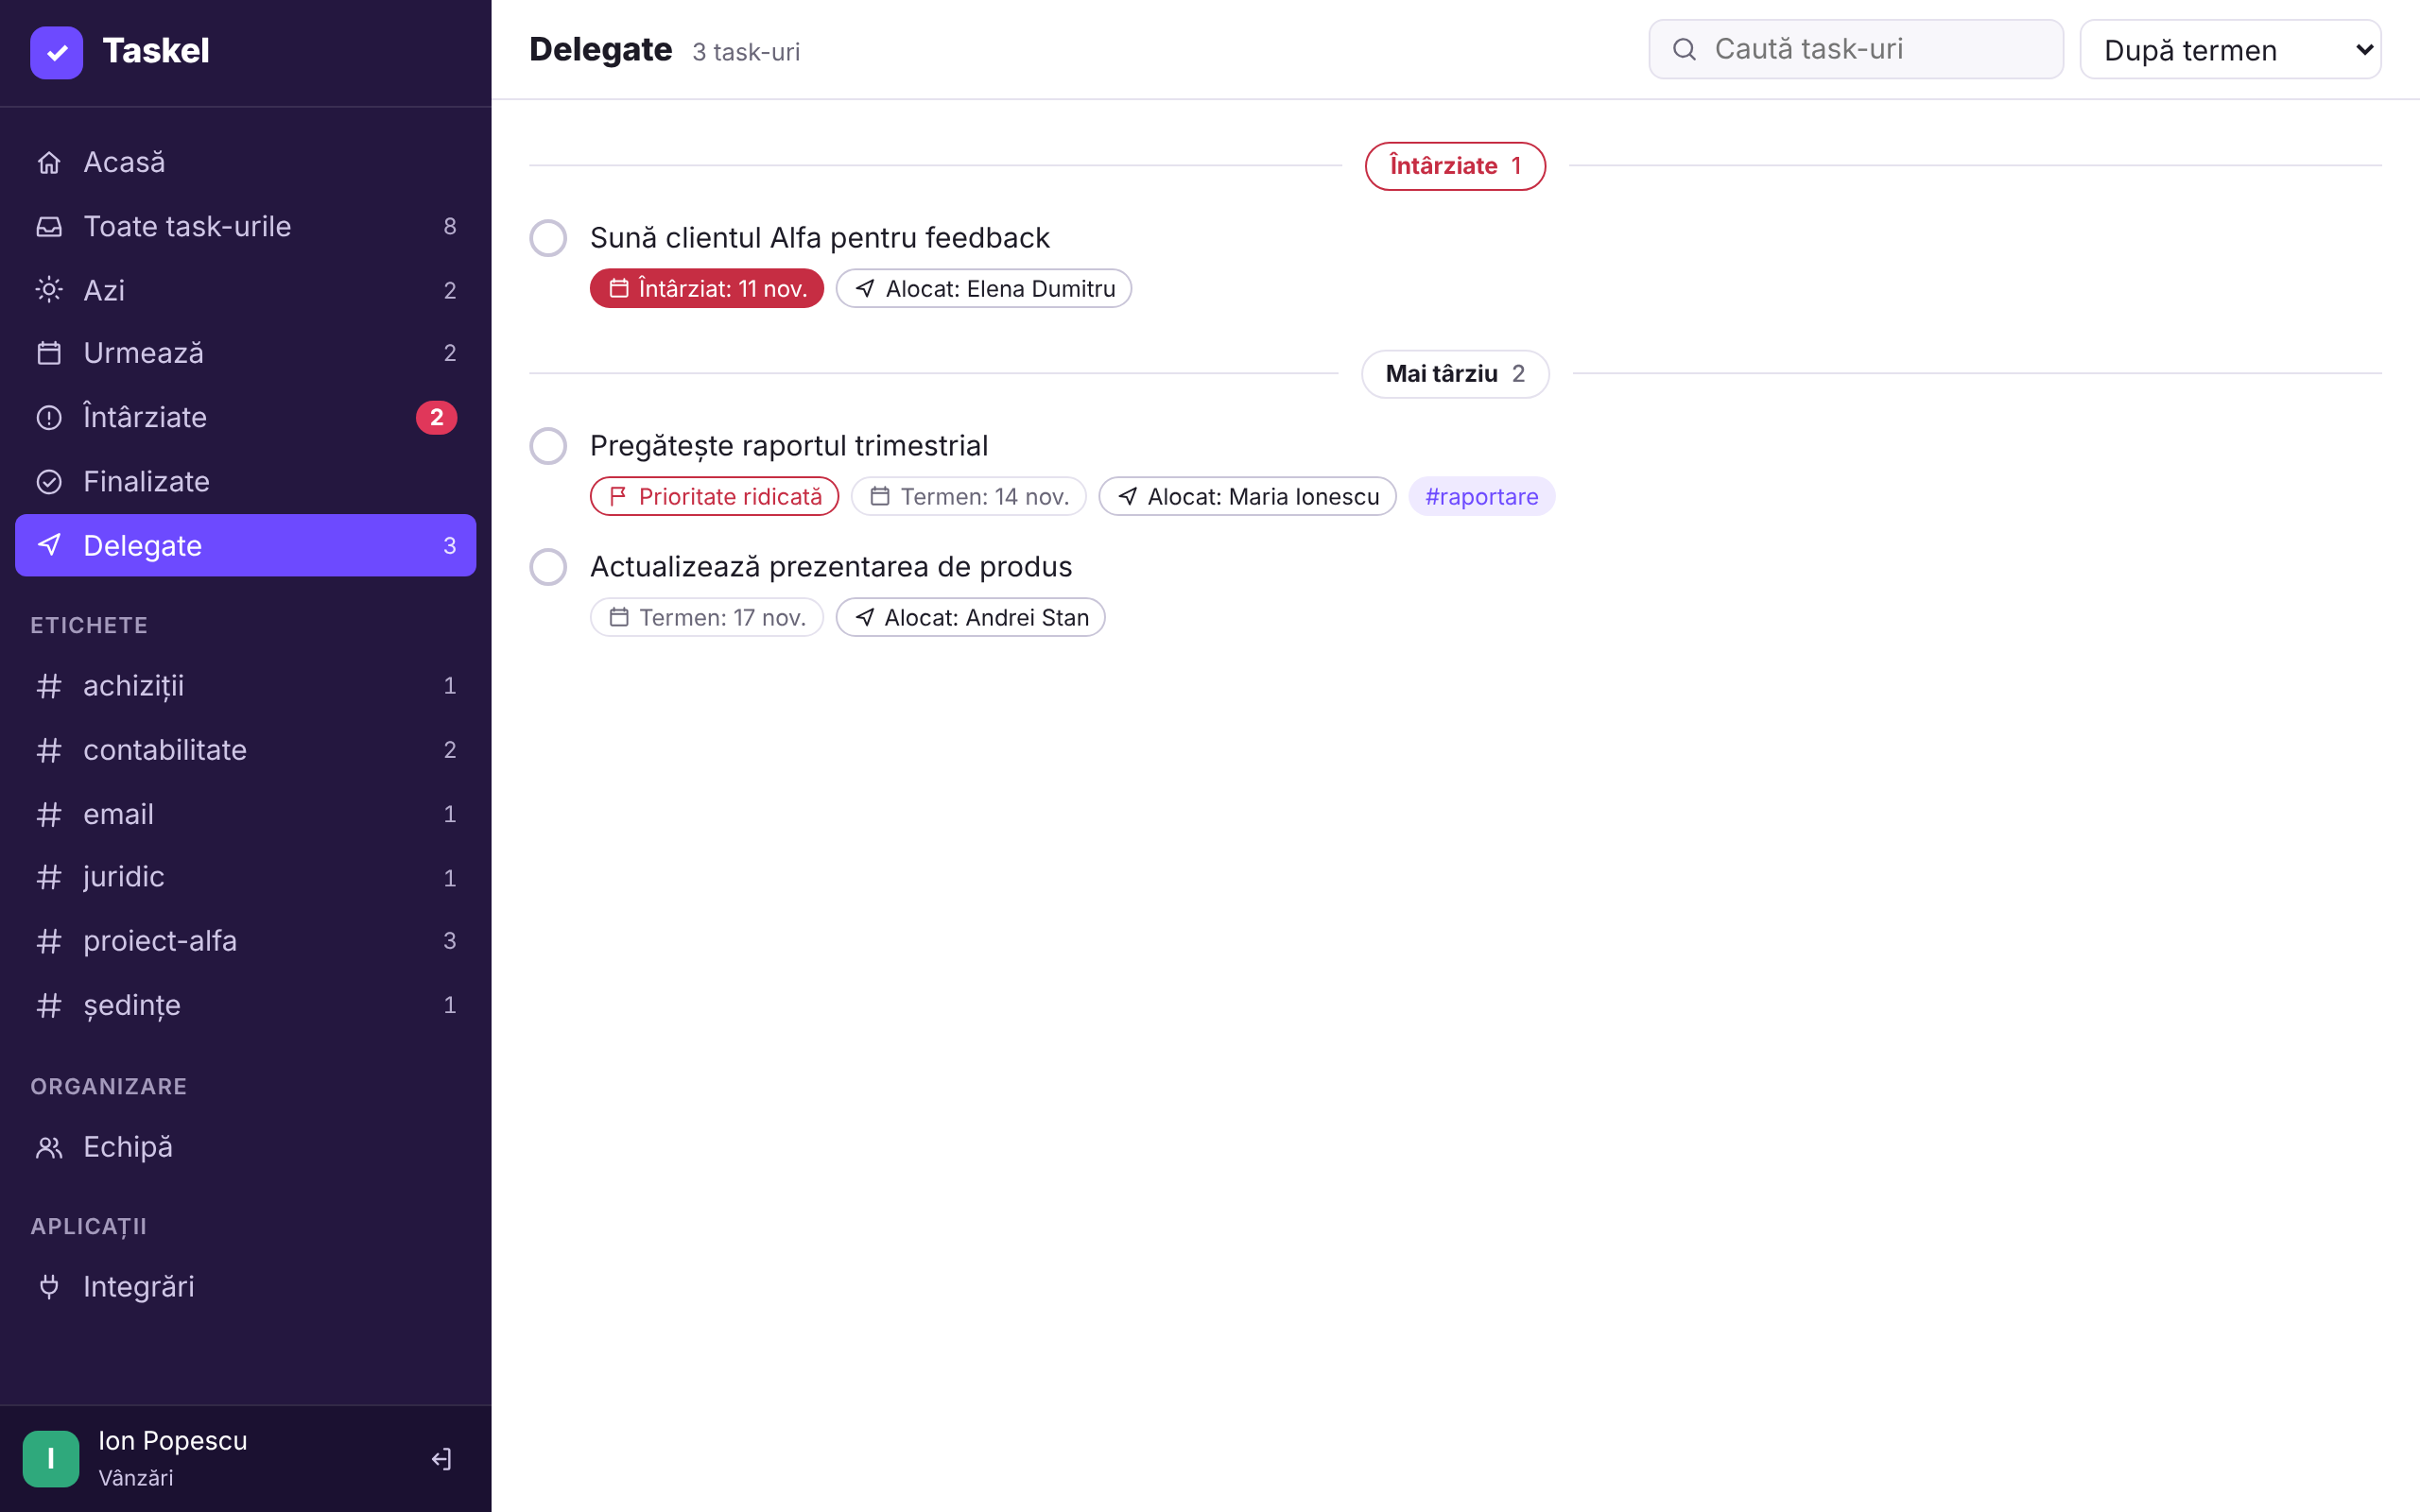 Taskel
Acasă
Toate task-urile 8
Azi 2
Urmează 2
Întârziate 2
Finalizate
Delegate 3
ETICHETE
# achiziții 1
# contabilitate 2
# email 1
# juridic 1
# proiect-alfa 3
# ședințe 1
ORGANIZARE
Echipă
APLICAȚII
Integrări
I
Ion Popescu
Vânzări
Delegate 3 task-uri
Caută task-uri
După termen
Întârziate 1
Sună clientul Alfa pentru feedback
Întârziat: 11 nov. Alocat: Elena Dumitru
Mai târziu 2
Pregătește raportul trimestrial
Prioritate ridicată Termen: 14 nov. Alocat: Maria Ionescu #raportare
Actualizează prezentarea de produs
Termen: 17 nov. Alocat: Andrei Stan